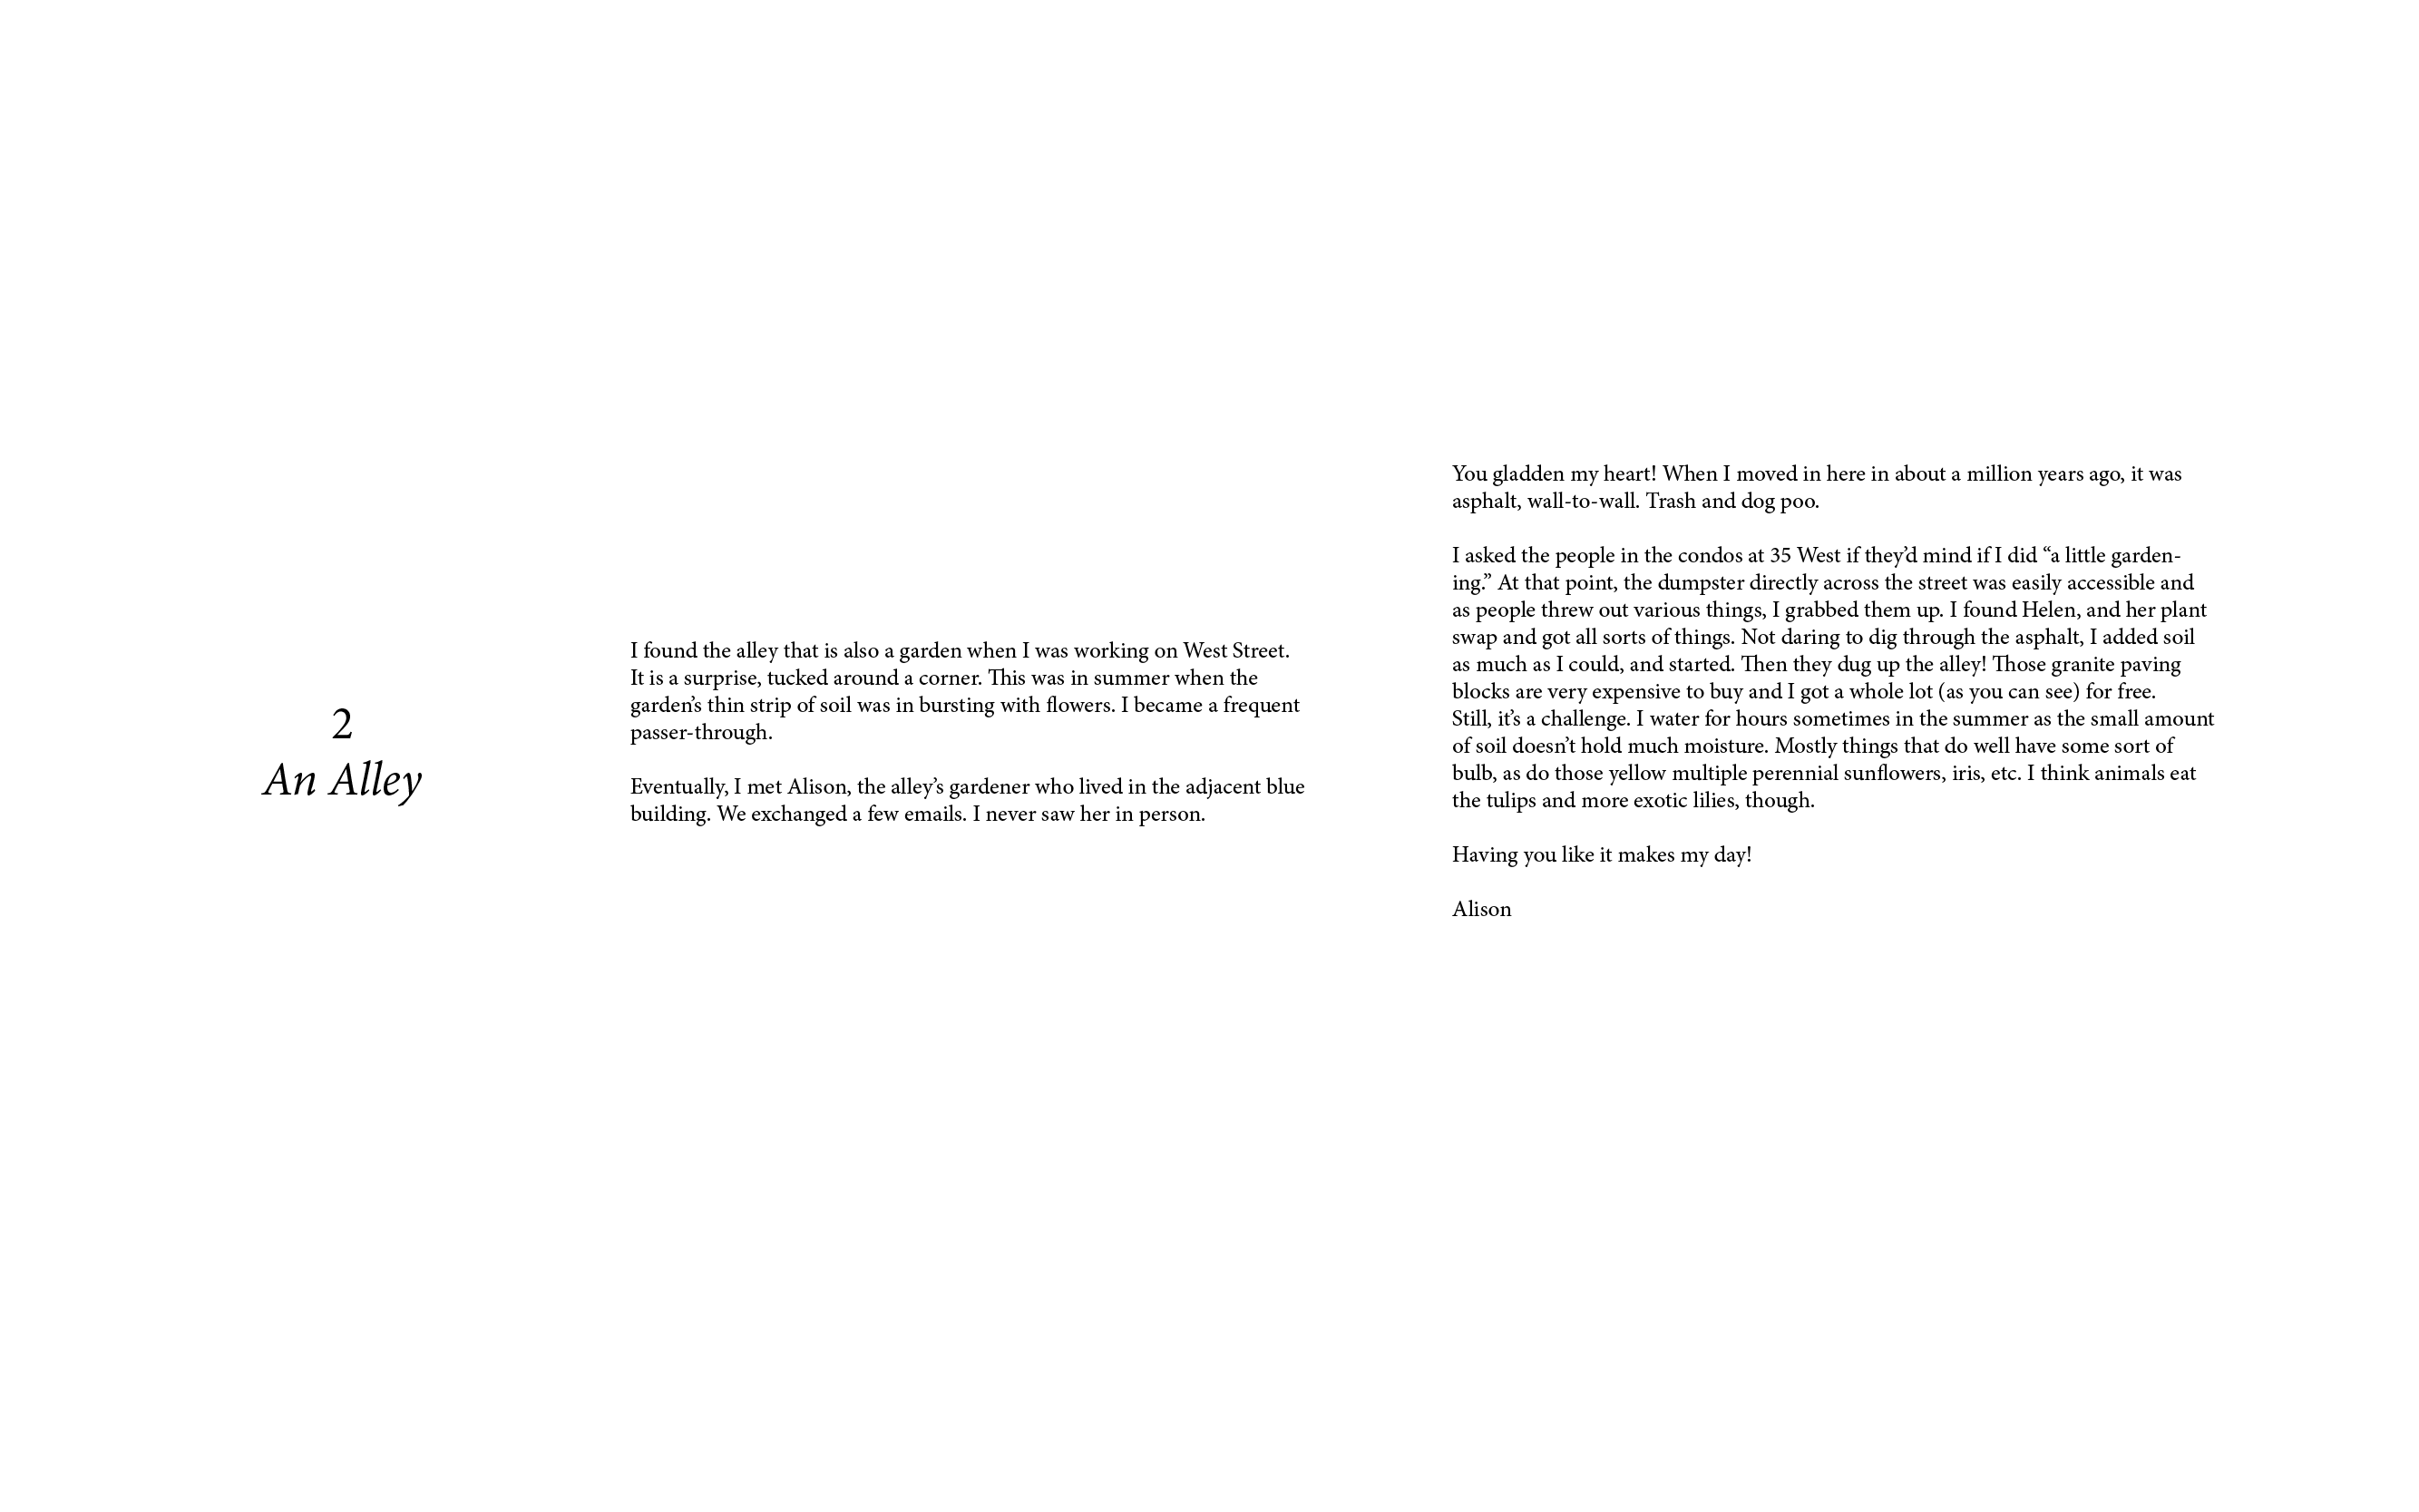 2
An Alley
I found the alley that is also a garden when I was working on West Street.
It is a surprise, tucked around a corner. This was in summer when the
garden’s thin strip of soil was in bursting with flowers. I became a frequent
passer-through.
Eventually, I met Alison, the alley’s gardener who lived in the adjacent blue
building. We exchanged a few emails. I never saw her in person.
You gladden my heart! When I moved in here in about a million years ago, it was
asphalt, wall-to-wall. Trash and dog poo.
I asked the people in the condos at 35 West if they’d mind if I did “a little garden-
ing.” At that point, the dumpster directly across the street was easily accessible and
as people threw out various things, I grabbed them up. I found Helen, and her plant
swap and got all sorts of things. Not daring to dig through the asphalt, I added soil
as much as I could, and started. Then they dug up the alley! Those granite paving
blocks are very expensive to buy and I got a whole lot (as you can see) for free.
Still, it’s a challenge. I water for hours sometimes in the summer as the small amount
of soil doesn’t hold much moisture. Mostly things that do well have some sort of
bulb, as do those yellow multiple perennial sunflowers, iris, etc. I think animals eat
the tulips and more exotic lilies, though.
Having you like it makes my day!
Alison